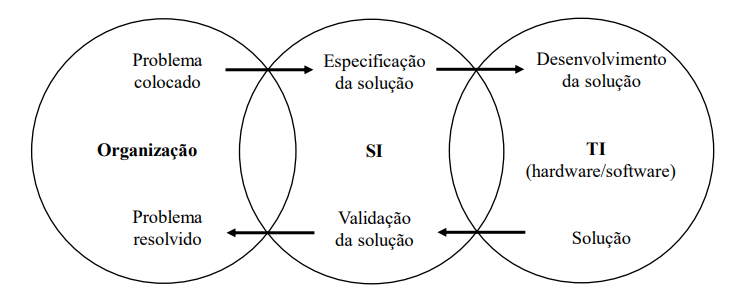 Problema
colocado
Especificação
da solução
Desenvolvimento
da solução
Organização
SI
TI
(hardware/software)
Problema
resolvido
Validação
da solução
Solução